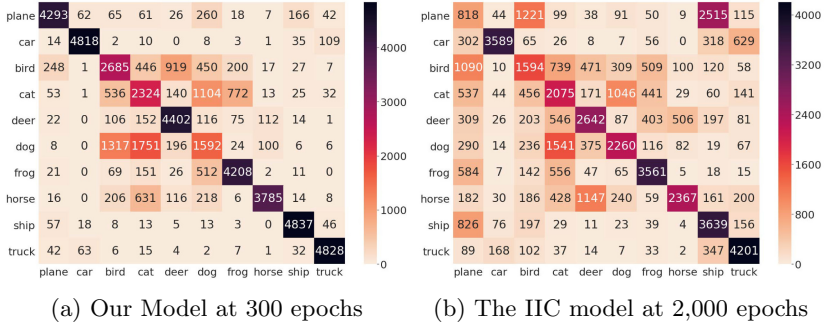 plane 4293 62 65 61 26 260 18 7 166 42
car 14 4818 2 10 0 8 3 1 35 109
bird 248 1 2685 446 919 450 200 17 27 7
cat 53 1 536 2324 140 1104 772 13 25 32
deer 22 0 106 152 4402 116 75 112 14 1
dog 8 0 1317 1751 196 1592 24 100 6 6
frog 21 0 69 151 26 512 4208 2 11 0
horse 16 0 206 631 116 218 6 3785 14 8
ship 57 18 8 13 5 13 3 0 4837 46
truck 42 63 6 15 4 2 7 1 32 4828
plane car bird cat deer dog frog horse ship truck
4000
3000
2000
1000
0
(a) Our Model at 300 epochs
plane 818 44 1221 99 38 91 50 9 2515 115
car 302 3589 65 26 8 7 56 0 318 629
bird 1090 10 1594 739 471 309 509 100 120 58
cat 537 44 456 2075 171 1046 441 29 60 141
deer 309 26 203 546 2642 87 403 506 197 81
dog 290 14 236 1541 375 2260 116 82 19 67
frog 584 7 142 556 47 65 3561 5 18 15
horse 182 30 186 428 1147 240 59 2367 161 200
ship 826 76 197 29 11 23 39 4 3639 156
truck 89 168 102 37 14 7 33 2 347 4201
plane car bird cat deer dog frog horse ship truck
4000
3200
2400
1600
800
0
(b) The IIC model at 2,000 epochs